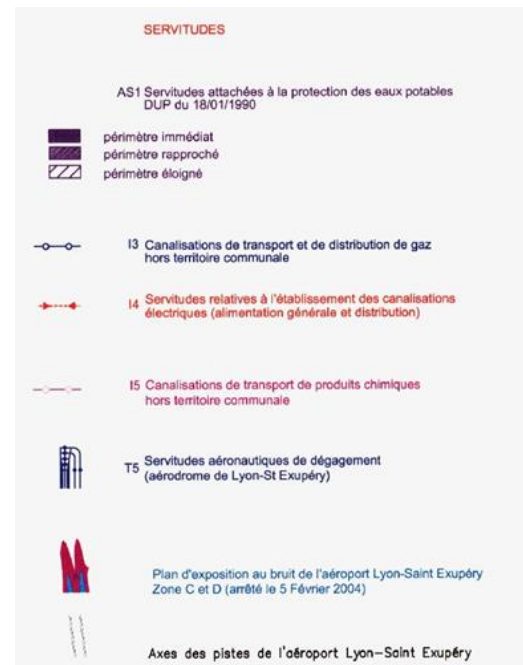 SERVITUDES
AS1 Servitudes attachées à la protection des eaux potables
DUP du 18/01/1990
périmètre immédiat
périmètre rapproché
périmètre éloigné
I3 Canalisations de transport et de distribution de gaz
hors territoire communale
I4 Servitudes relatives à l'établissement des canalisations
électriques (alimentation générale et distribution)
I5 Canalisations de transport de produits chimiques
hors territoire communale
T5 Servitudes aéronautiques de dégagement
(aérodrome de Lyon-St Exupéry)
Plan d'exposition au bruit de l'aéroport Lyon-Saint Exupéry
Zone C et D (arrêté le 5 Février 2004)
Axes des pistes de l'aéroport Lyon-Saint Exupéry